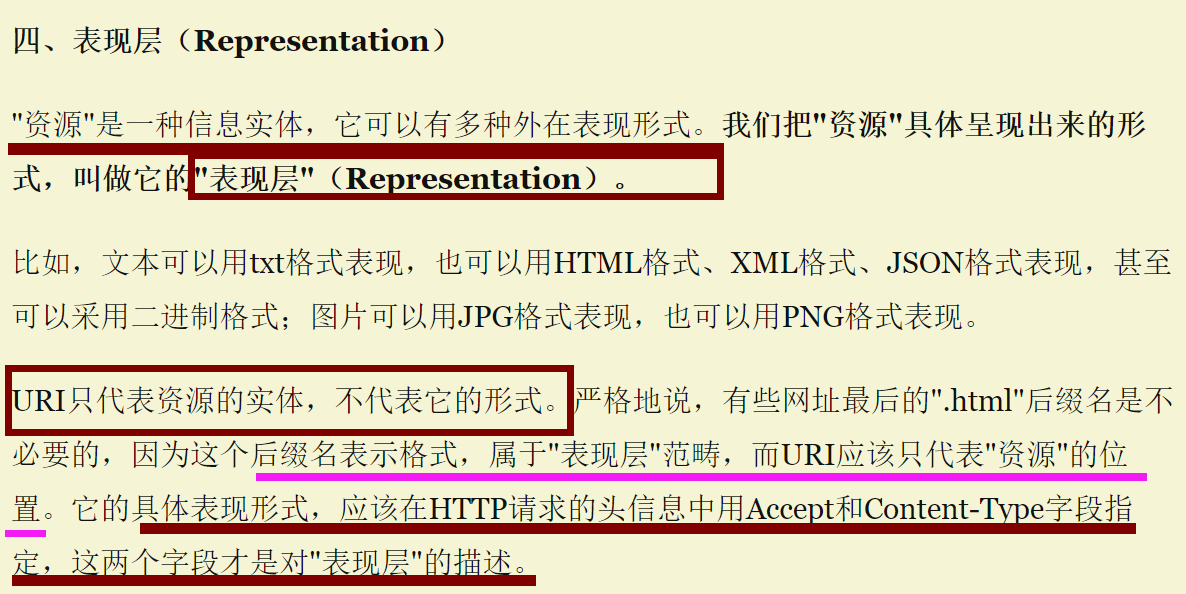 四、表现层（Representation）
"资源"是一种信息实体，它可以有多种外在表现形式。我们把"资源"具体呈现出来的形
式，叫做它的"表现层"（Representation）。
比如，文本可以用txt格式表现，也可以用HTML格式、XML格式、JSON格式表现，甚至
可以采用二进制格式；图片可以用JPG格式表现，也可以用PNG格式表现。
URI只代表资源的实体，不代表它的形式。严格地说，有些网址最后的".html"后缀名是不
必要的，因为这个后缀名表示格式，属于"表现层"范畴，而URI应该只代表"资源"的位
置。它的具体表现形式，应该在HTTP请求的头信息中用Accept和Content-Type字段指
定，这两个字段才是对"表现层"的描述。